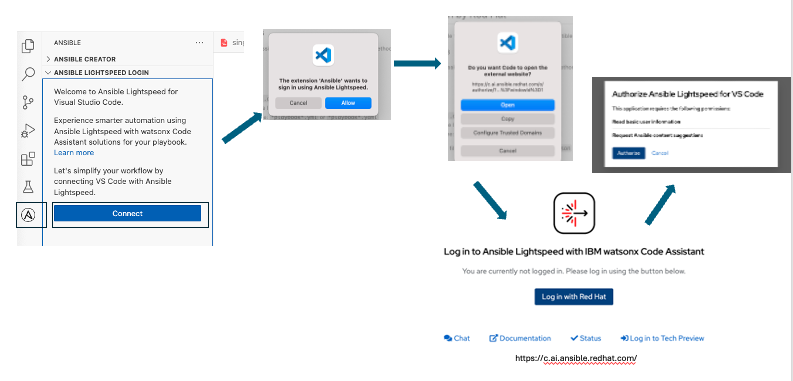 ANSIBLE
...
sing
ANSIBLE CREATOR
ANSIBLE LIGHTSPEED LOGIN
Welcome to Ansible Lightspeed for
Visual Studio Code.
Experience smarter automation using
Ansible Lightspeed with watsonx Code
Assistant solutions for your playbook.
Learn more
Let's simplify your workflow by
connecting VS Code with Ansible
Lightspeed.
Connect
The extension 'Ansible' wants to
sign in using Ansible Lightspeed.
Cancel
Allow
Do you want Code to open the
external website?
Open
Copy
Configure Trusted Domains
Cancel
Authorize Ansible Lightspeed for VS Code
This application requires the following permissions:
Read basic user information
Request Ansible content suggestions
Authorize
Cancel
Log in to Ansible Lightspeed with IBM watsonx Code Assistant
You are currently not logged in. Please log in using the button below.
Log in with Red Hat
Chat
Documentation
Status
Log in to Tech Preview
https://c.ai.ansible.redhat.com/